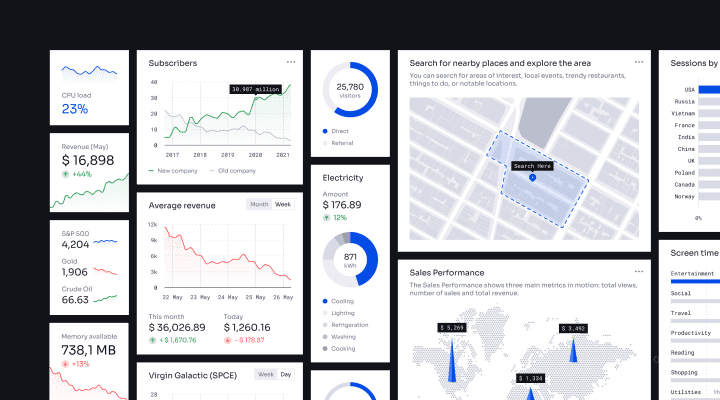 CPU load
23%
Revenue (May)
$ 16,898
+44%
S&P 500
4,204
Gold
1,906
Crude Oil
66.63
Memory available
738,1 MB
+13%
Subscribers
30.987 million
40
30
20
10
0
2017 2018 2019 2020 2021
New company Old company
Average revenue
Month Week
12k
9k
6k
3k
0
22 May 23 May 24 May 25 May 26 May
This month Today
$ 36,026.89 $ 1,160.16
+ $ 1,670.76 - $ 176.87
Virgin Galactic (SPCE)
Week Day
28
25,780
visitors
Direct
Referral
Electricity
Amount
$ 176.89
12%
871
kWh
Cooling
Lighting
Refrigeration
Washing
Cooking
Search for nearby places and explore the area
You can search for areas of interest, local events, trendy restaurants,
things to do, or notable locations.
Search Here
Sales Performance
The Sales Performance shows three main metrics in motion: total views,
number of sales and total revenue.
$ 5,269
$ 3,492
$ 1,334
Sessions by
USA
Russia
Vietnam
France
India
China
UK
Poland
Canada
Norway
0%
Screen time
Entertainment
Social
Travel
Productivity
Reading
Shopping
Utilities